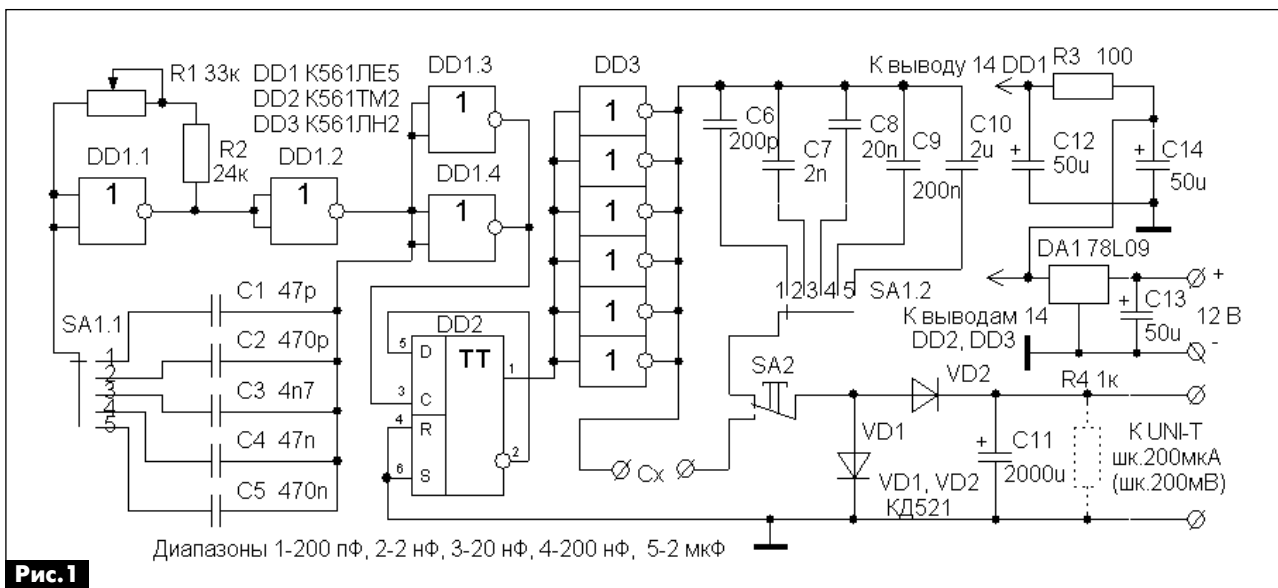 R1 33к
DD1 К561ЛЕ5
DD2 К561ТМ2
DD3 К561ЛН2
DD1.3
DD3
К выводу 14 DD1
R3 100
1
1
C6
200p
C7
2n
C8
20n
C9
200n
C10
2u
+
C12
50u
+
C14
50u
DD1.1
R2
24к
DD1.2
DD1.4
1
1
1
1
1
DA1 78L09
+
C1 47p
SA1.1
1
2
3
4
5
C2 470p
C3 4n7
C4 47n
C5 470n
DD2
5 D
TT
3 C
4 R
6 S
1
2
1
1
1
1 2 3 4 5 SA1.2
К выводам 14
DD2, DD3
+
C13
50u
12 В
-
SA2
VD2
R4 1к
Cx
VD1
+
C11
2000u
К UNI-T
шк.200мкА
(шк.200мВ)
VD1, VD2
КД521
Диапазоны 1-200 пФ, 2-2 нФ, 3-20 нФ, 4-200 нФ, 5-2 мкФ
Рис.1